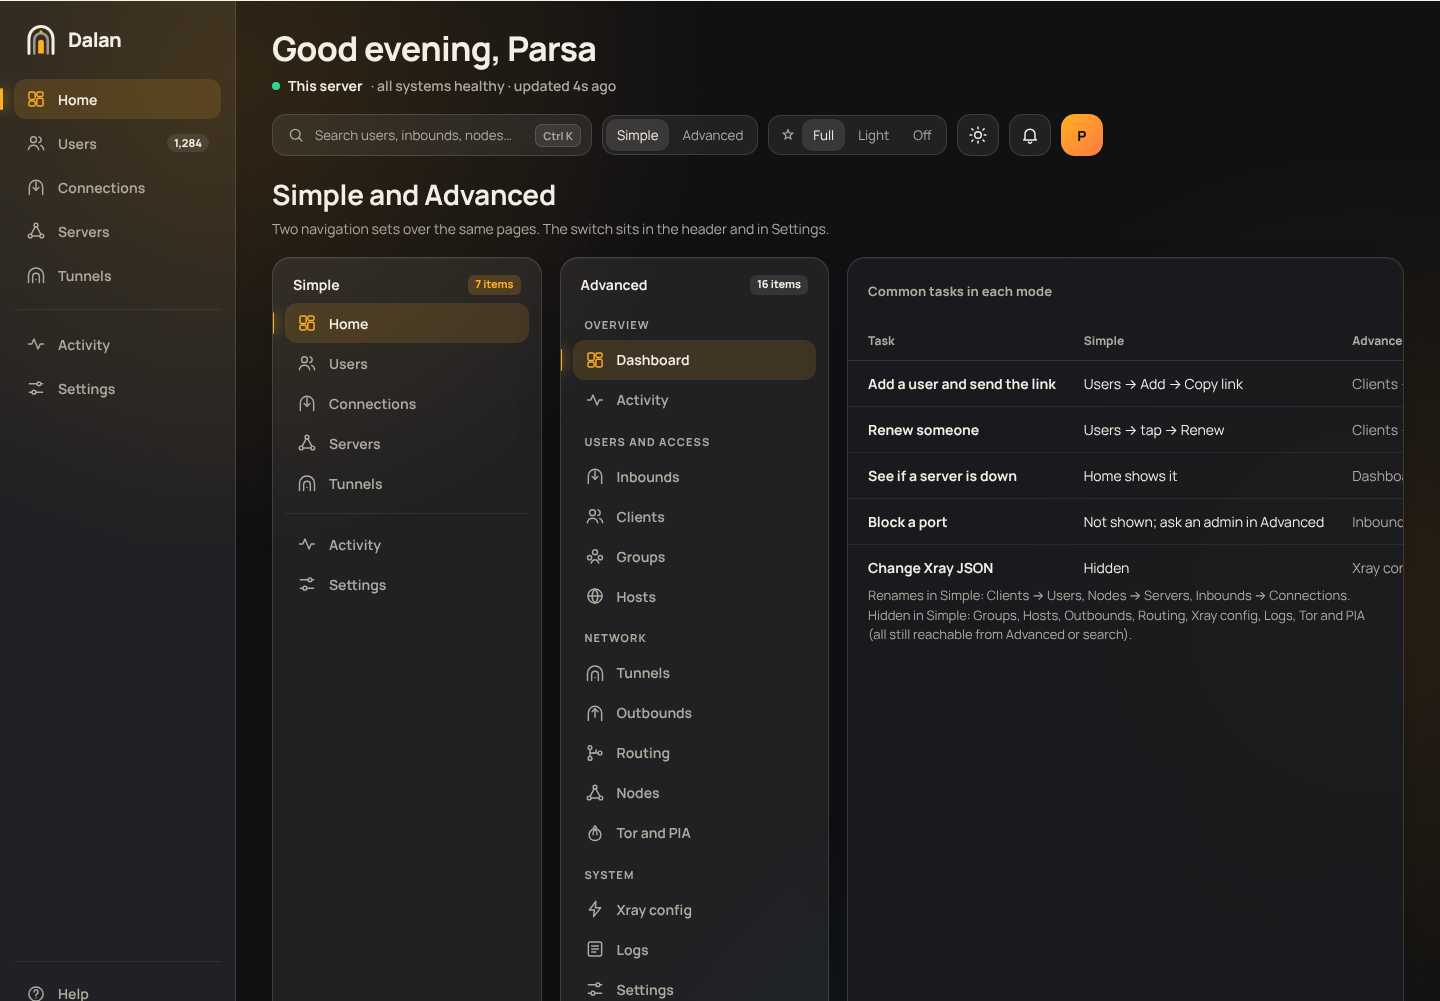 Dalan
Home
Users 1,284
Connections
Servers
Tunnels
Activity
Settings
Help
Good evening, Parsa
This server · all systems healthy · updated 4s ago
Search users, inbounds, nodes... Ctrl K
Simple Advanced
Full Light Off
P
Simple and Advanced
Two navigation sets over the same pages. The switch sits in the header and in Settings.
Simple 7 items
Home
Users
Connections
Servers
Tunnels
Activity
Settings
Advanced 16 items
OVERVIEW
Dashboard
Activity
USERS AND ACCESS
Inbounds
Clients
Groups
Hosts
NETWORK
Tunnels
Outbounds
Routing
Nodes
Tor and PIA
SYSTEM
Xray config
Logs
Settings
Common tasks in each mode
Task Simple Advance
Add a user and send the link Users → Add → Copy link Clients
Renew someone Users → tap → Renew Clients
See if a server is down Home shows it Dashbo
Block a port Not shown; ask an admin in Advanced Inbound
Change Xray JSON Hidden Xray con
Renames in Simple: Clients → Users, Nodes → Servers, Inbounds → Connections.
Hidden in Simple: Groups, Hosts, Outbounds, Routing, Xray config, Logs, Tor and PIA
(all still reachable from Advanced or search).